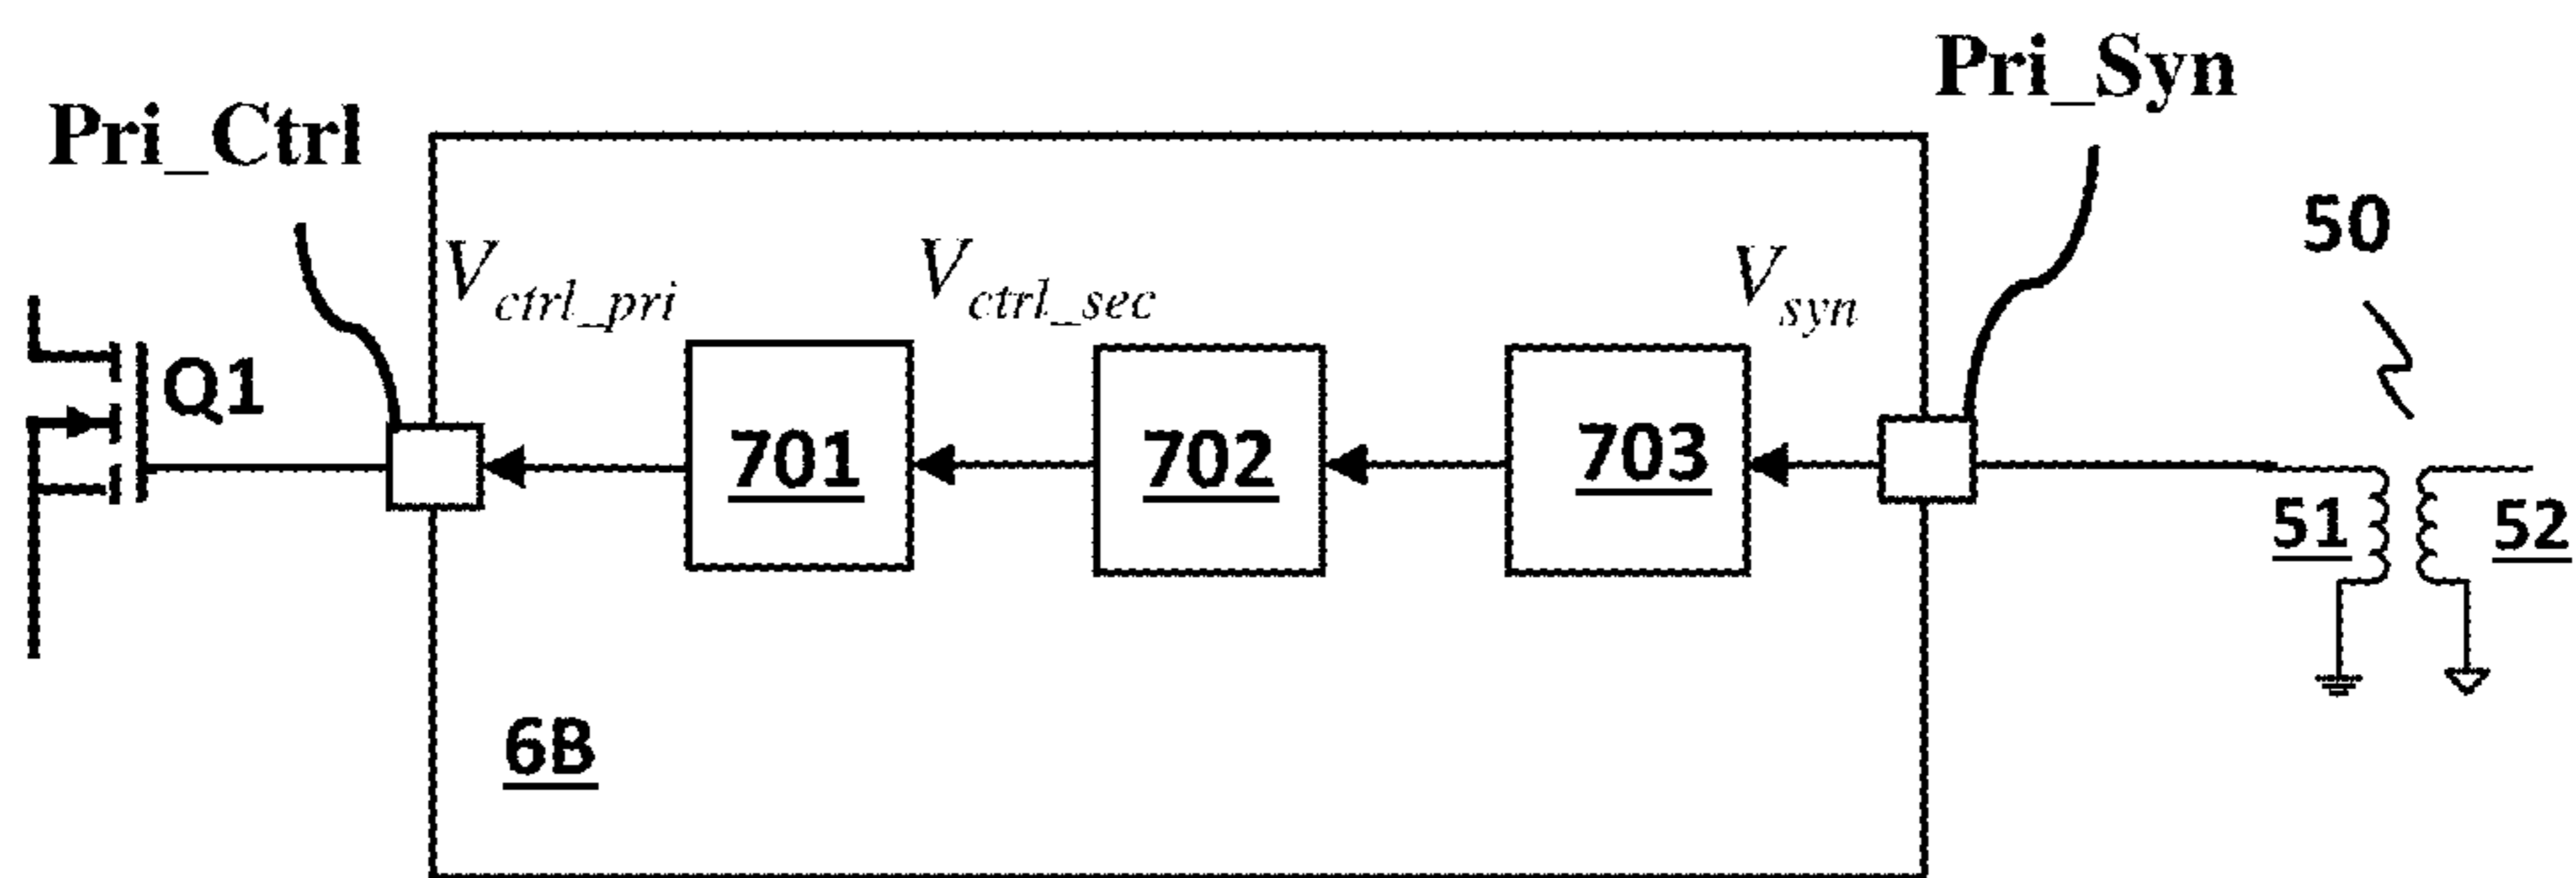 Pri_Syn
Pri_Ctrl
50
V_ctrl_pri V_ctrl_sec V_syn
Q1
701 702 703
51 52
6B